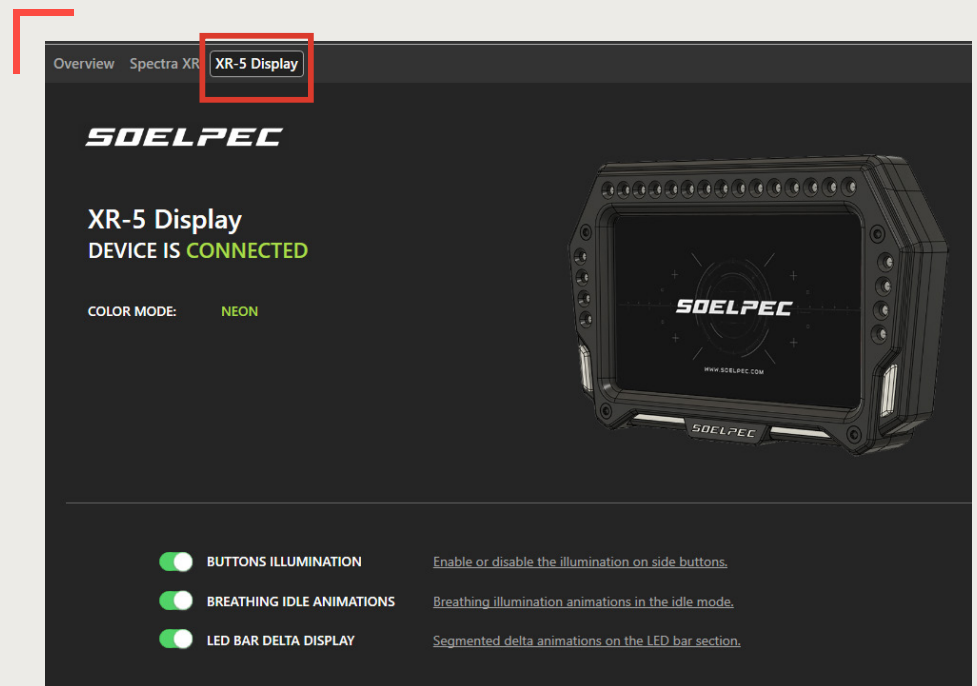 Overview Spectra XR XR-5 Display
SOELPEC
XR-5 Display
DEVICE IS CONNECTED
COLOR MODE: NEON
SOELPEC
WWW.SOELPEC.COM
SOELPEC
BUTTONS ILLUMINATION Enable or disable the illumination on side buttons.
BREATHING IDLE ANIMATIONS Breathing illumination animations in the idle mode.
LED BAR DELTA DISPLAY Segmented delta animations on the LED bar section.